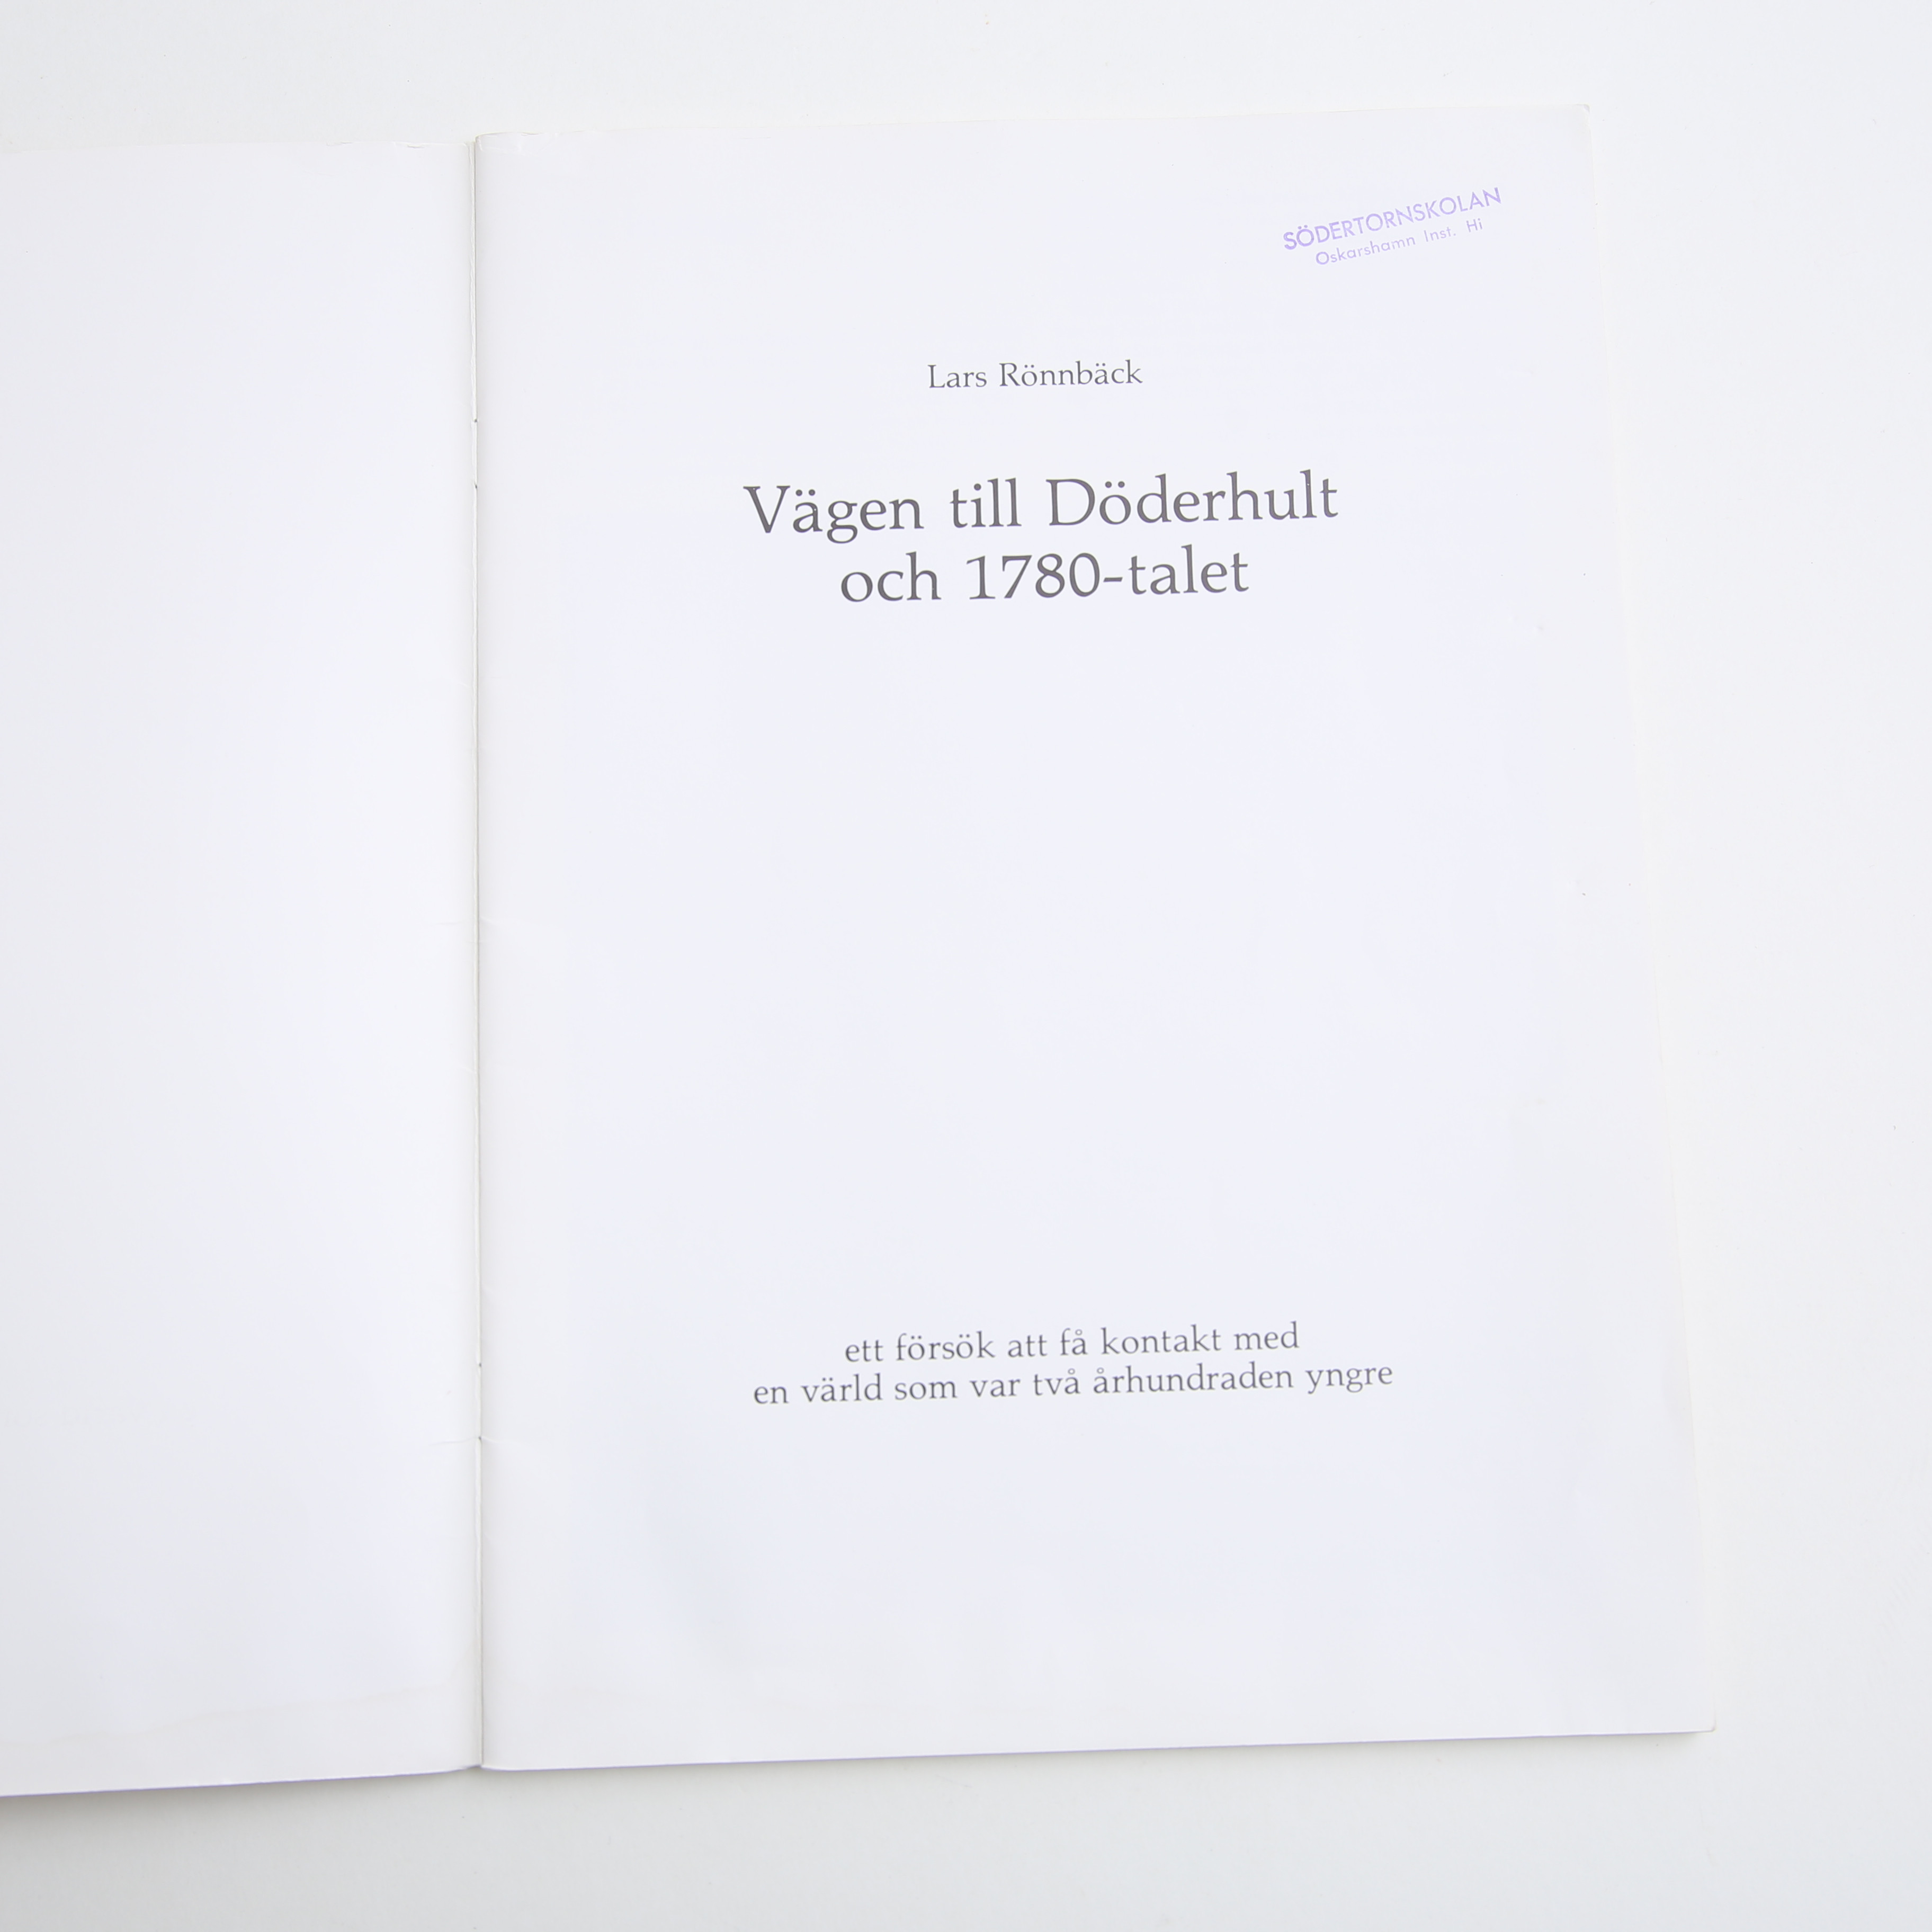 SÖDERTORNSKOLAN
Oskarshamn Inst. Hi
Lars Rönnbäck
Vägen till Döderhult
och 1780-talet
ett försök att få kontakt med
en värld som var två århundraden yngre